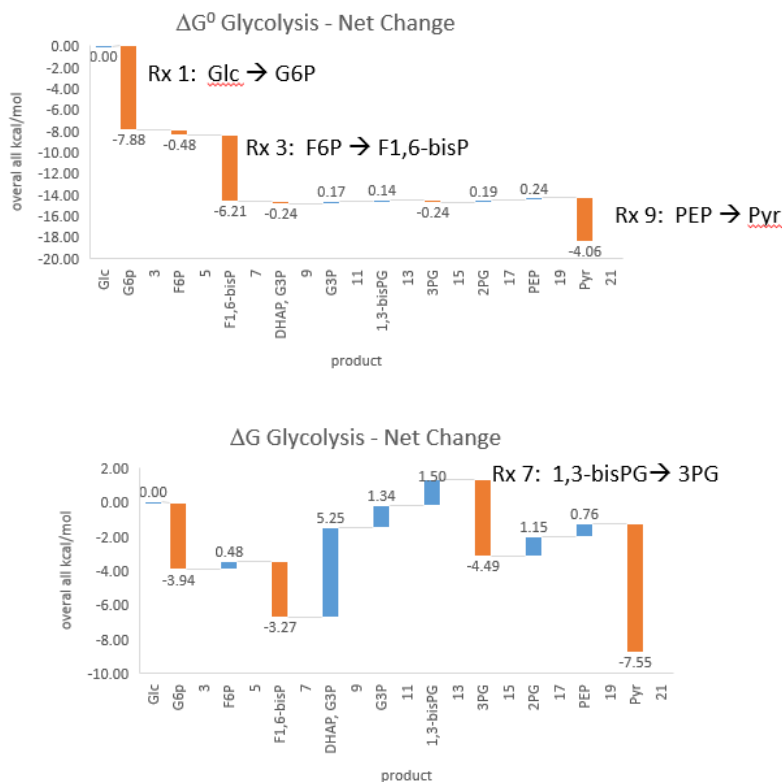 ΔG⁰ Glycolysis - Net Change
overal all kcal/mol
0.00
-2.00
-4.00
-6.00
-8.00
-10.00
-12.00
-14.00
-16.00
-18.00
-20.00
0.00
Rx 1: Glc → G6P
-7.88
-0.48
Rx 3: F6P → F1,6-bisP
-6.21
-0.24
0.17
0.14
-0.24
0.19
0.24
Rx 9: PEP → Pyr
-4.06
Glc
G6P
3
F6P
5
F1,6-bisP
7
DHAP, G3P
9
G3P
11
1,3-bisPG
13
3PG
15
2PG
17
PEP
19
Pyr
21
product
ΔG Glycolysis - Net Change
overal all kcal/mol
2.00
0.00
-2.00
-4.00
-6.00
-8.00
-10.00
0.00
-3.94
0.48
-3.27
5.25
1.34
1.50
Rx 7: 1,3-bisPG→ 3PG
-4.49
1.15
0.76
-7.55
Glc
G6p
3
F6P
5
F1,6-bisP
7
DHAP, G3P
9
G3P
11
1,3-bisPG
13
3PG
15
2PG
17
PEP
19
Pyr
21
product